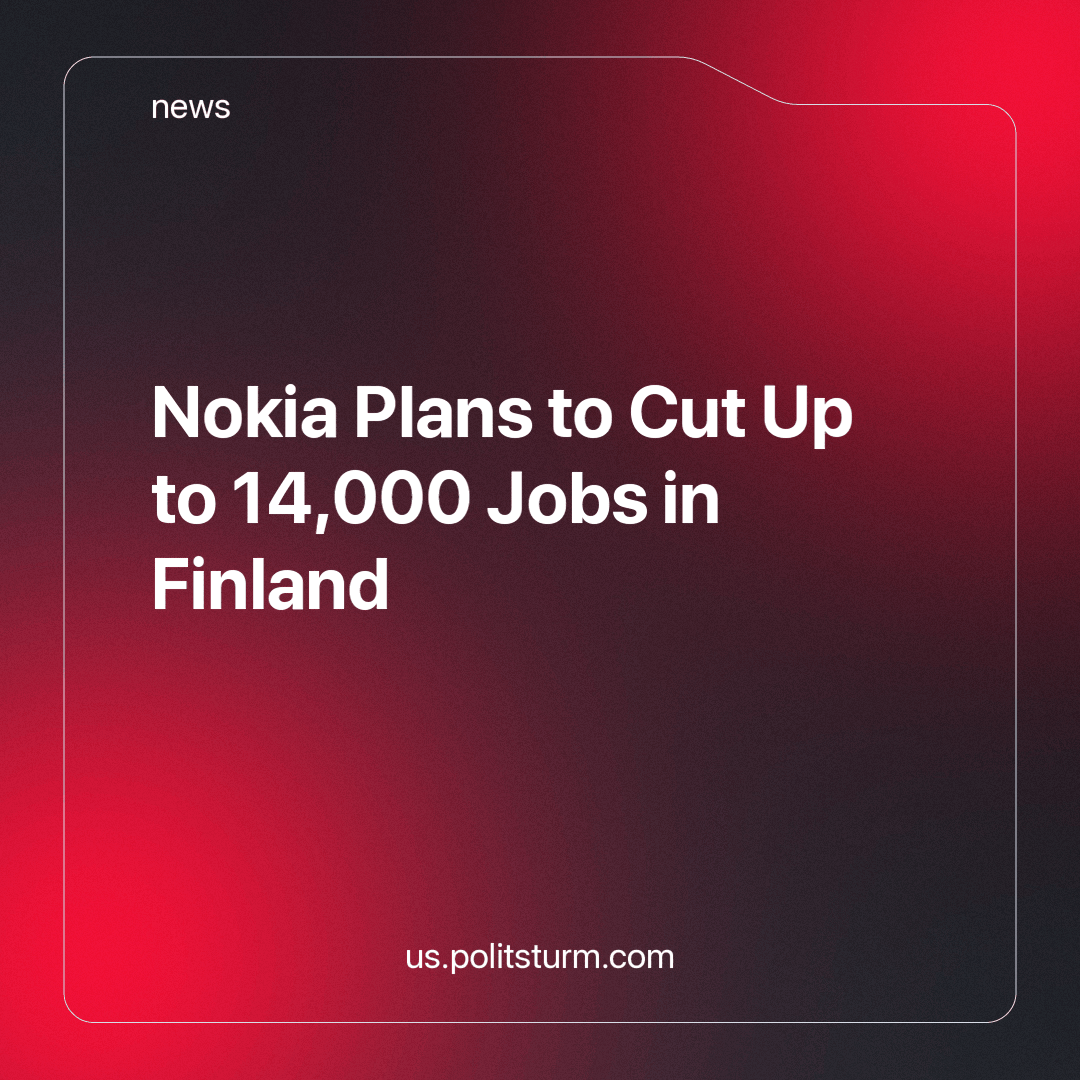 news
Nokia Plans to Cut Up
to 14,000 Jobs in
Finland
us.politsturm.com